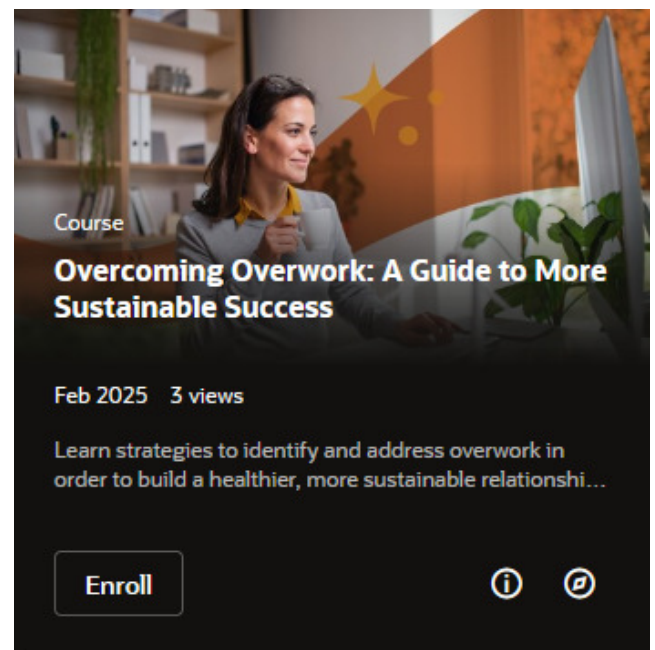 Course
Overcoming Overwork: A Guide to More
Sustainable Success
Feb 2025 3 views
Learn strategies to identify and address overwork in
order to build a healthier, more sustainable relationshi...
Enroll